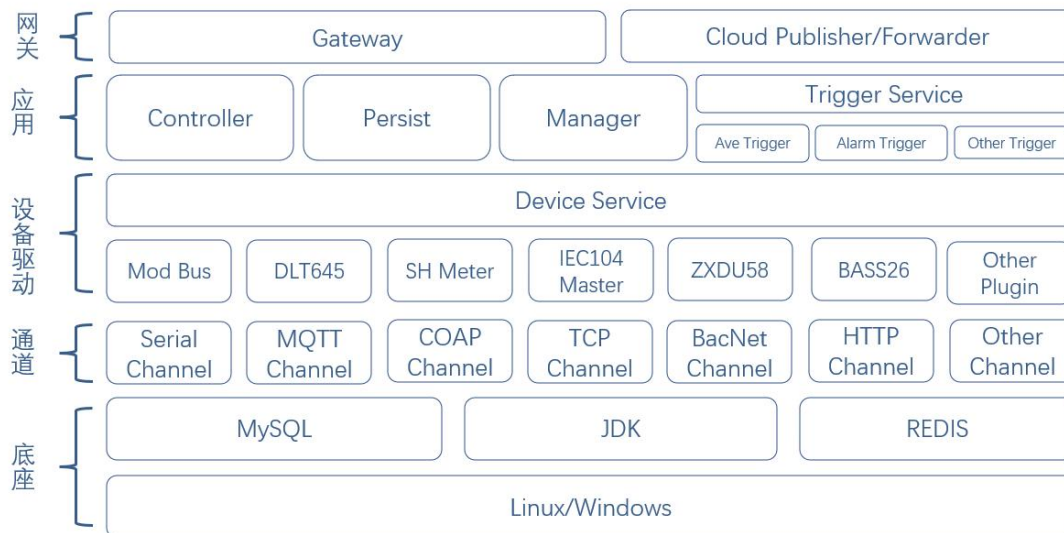 网关
Gateway
Cloud Publisher/Forwarder
应用
Controller
Persist
Manager
Trigger Service
Ave Trigger
Alarm Trigger
Other Trigger
设备驱动
Device Service
Mod Bus
DLT645
SH Meter
IEC104
Master
ZXDU58
BASS26
Other
Plugin
通道
Serial
Channel
MQTT
Channel
COAP
Channel
TCP
Channel
BacNet
Channel
HTTP
Channel
Other
Channel
底座
MySQL
JDK
REDIS
Linux/Windows